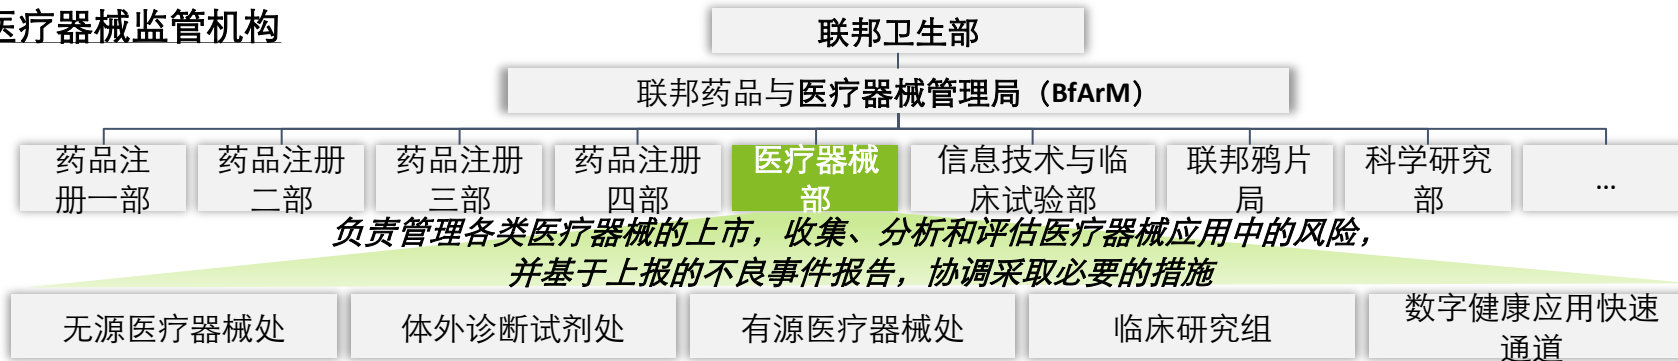 医疗器械监管机构
联邦卫生部
联邦药品与医疗器械管理局（BfArM）
药品注
册一部
药品注册
二部
药品注册
三部
药品注册
四部
医疗器械
部
信息技术与临
床试验部
联邦鸦片
局
科学研究
部
...
负责管理各类医疗器械的上市，收集、分析和评估医疗器械应用中的风险，
并基于上报的不良事件报告，协调采取必要的措施
无源医疗器械处
体外诊断试剂处
有源医疗器械处
临床研究组
数字健康应用快速
通道